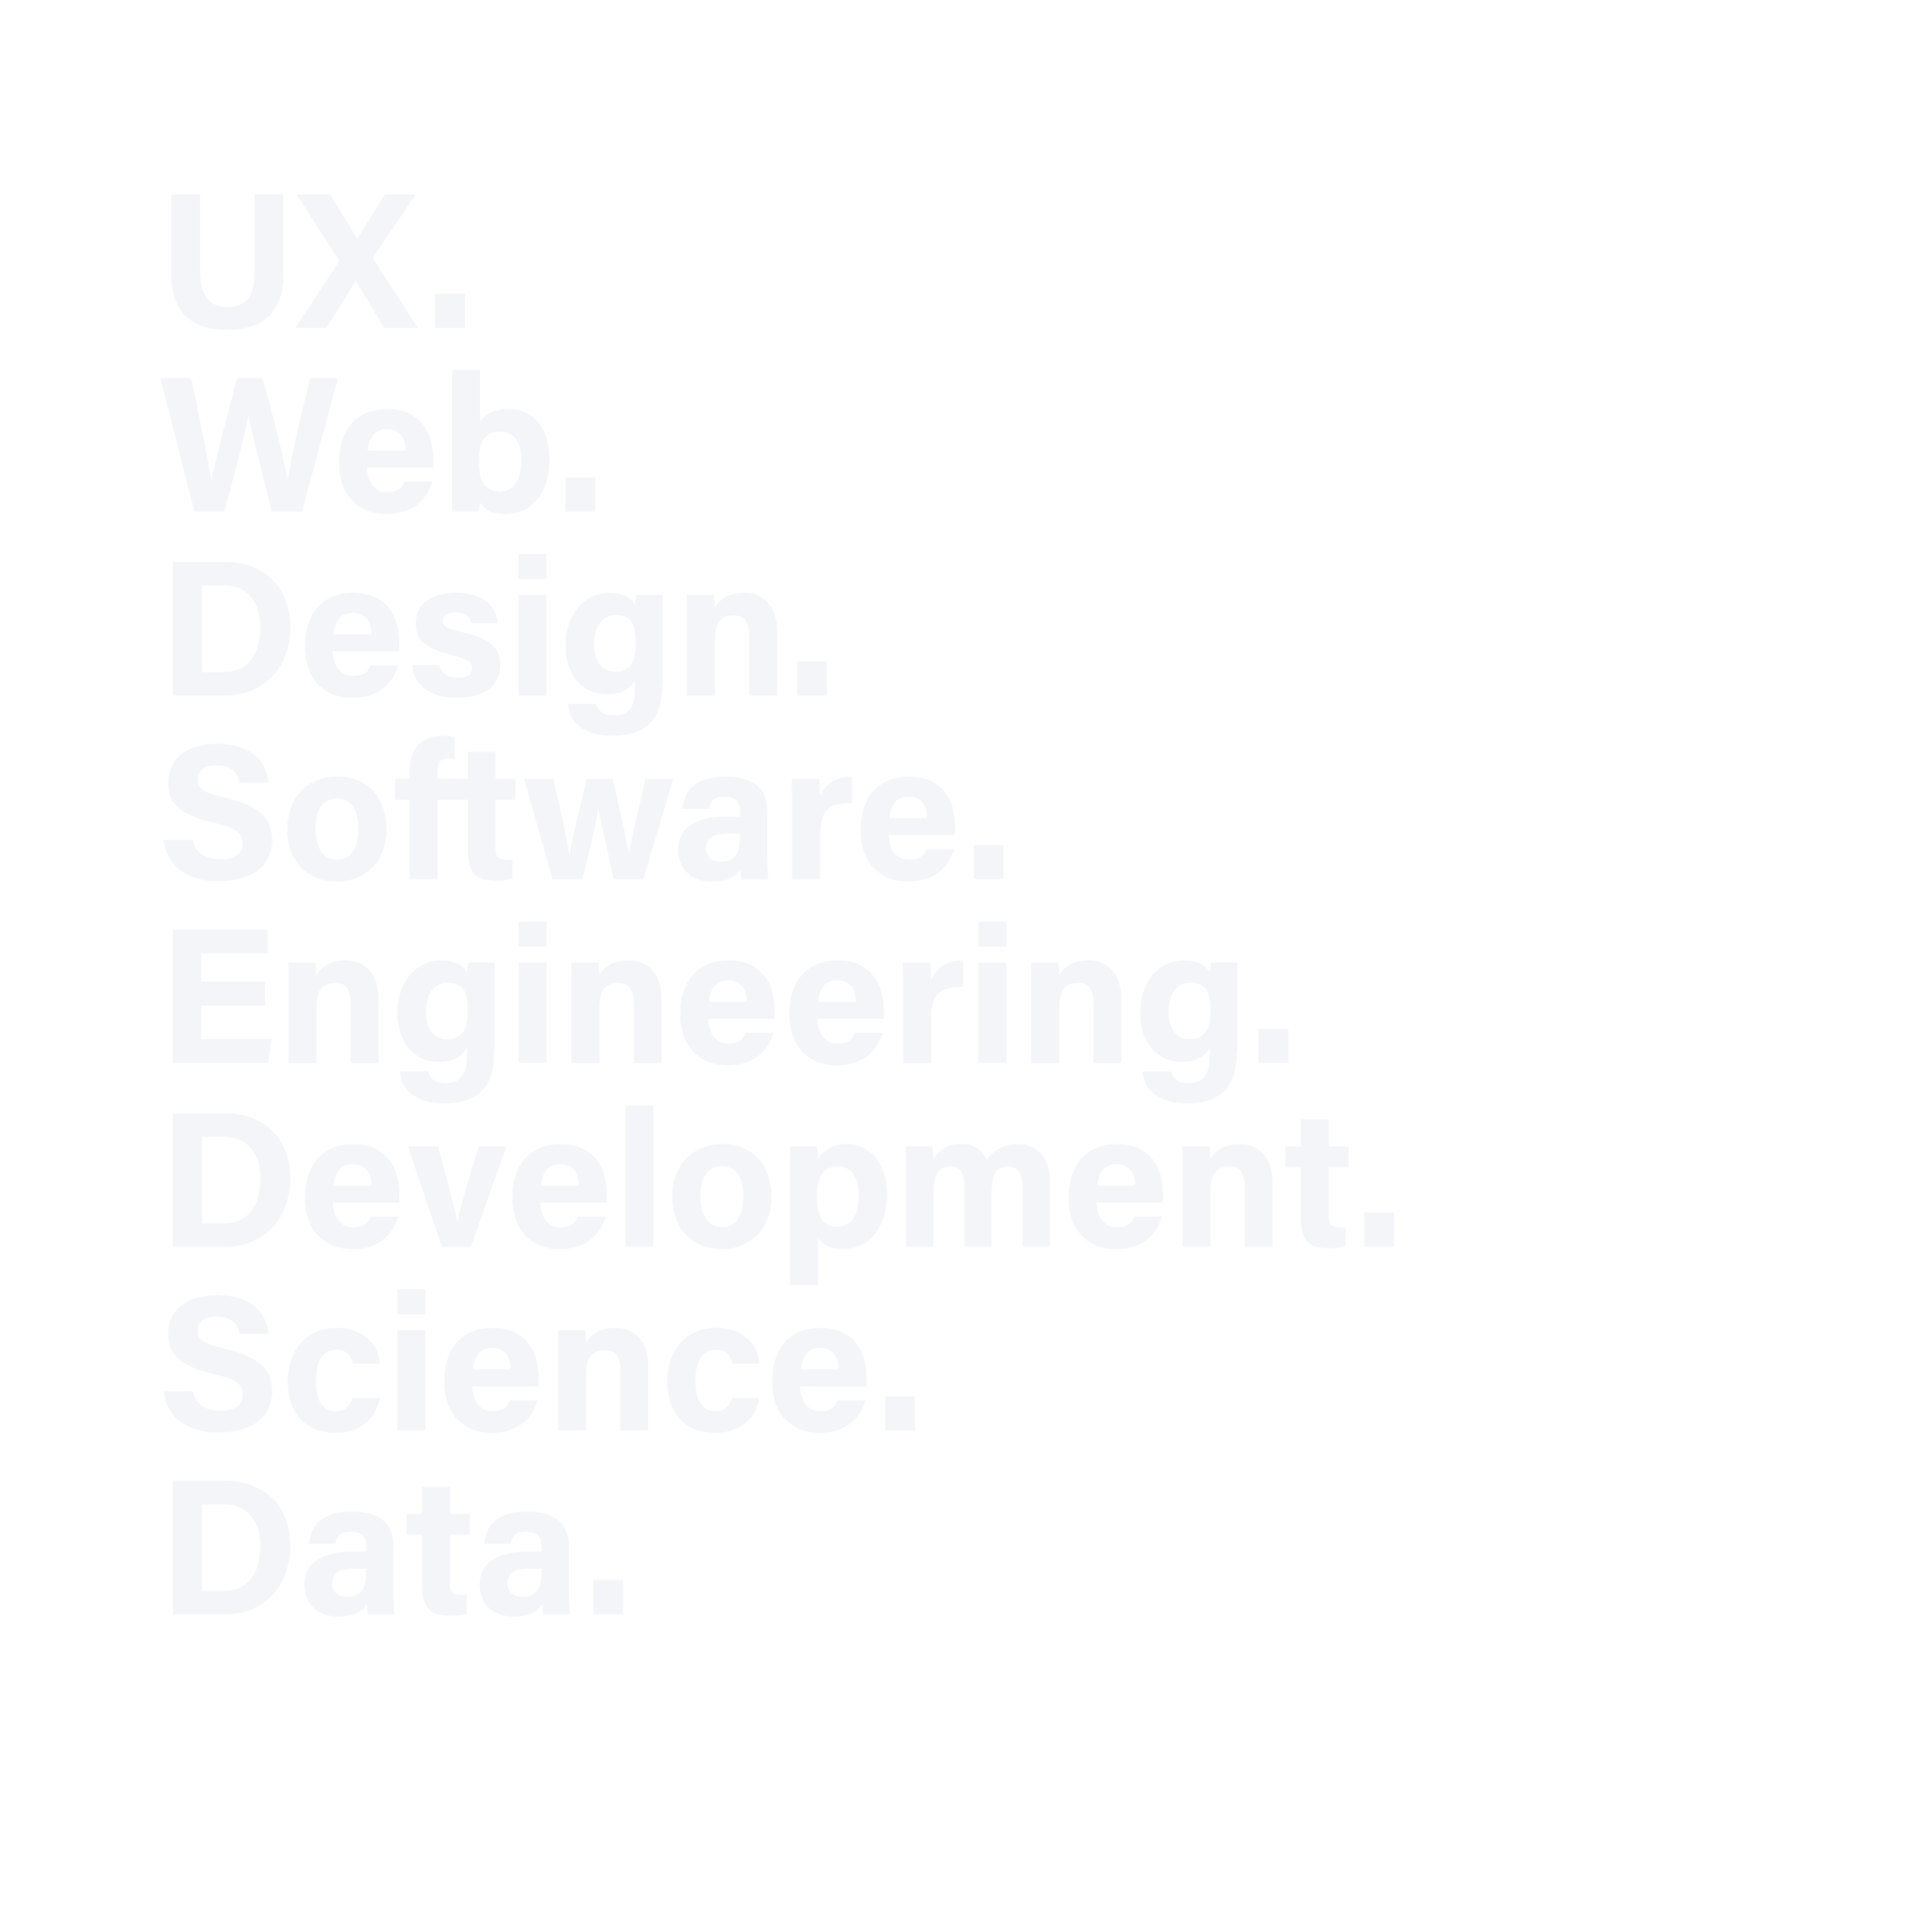 UX.
Web.
Design.
Software.
Engineering.
Development.
Science.
Data.